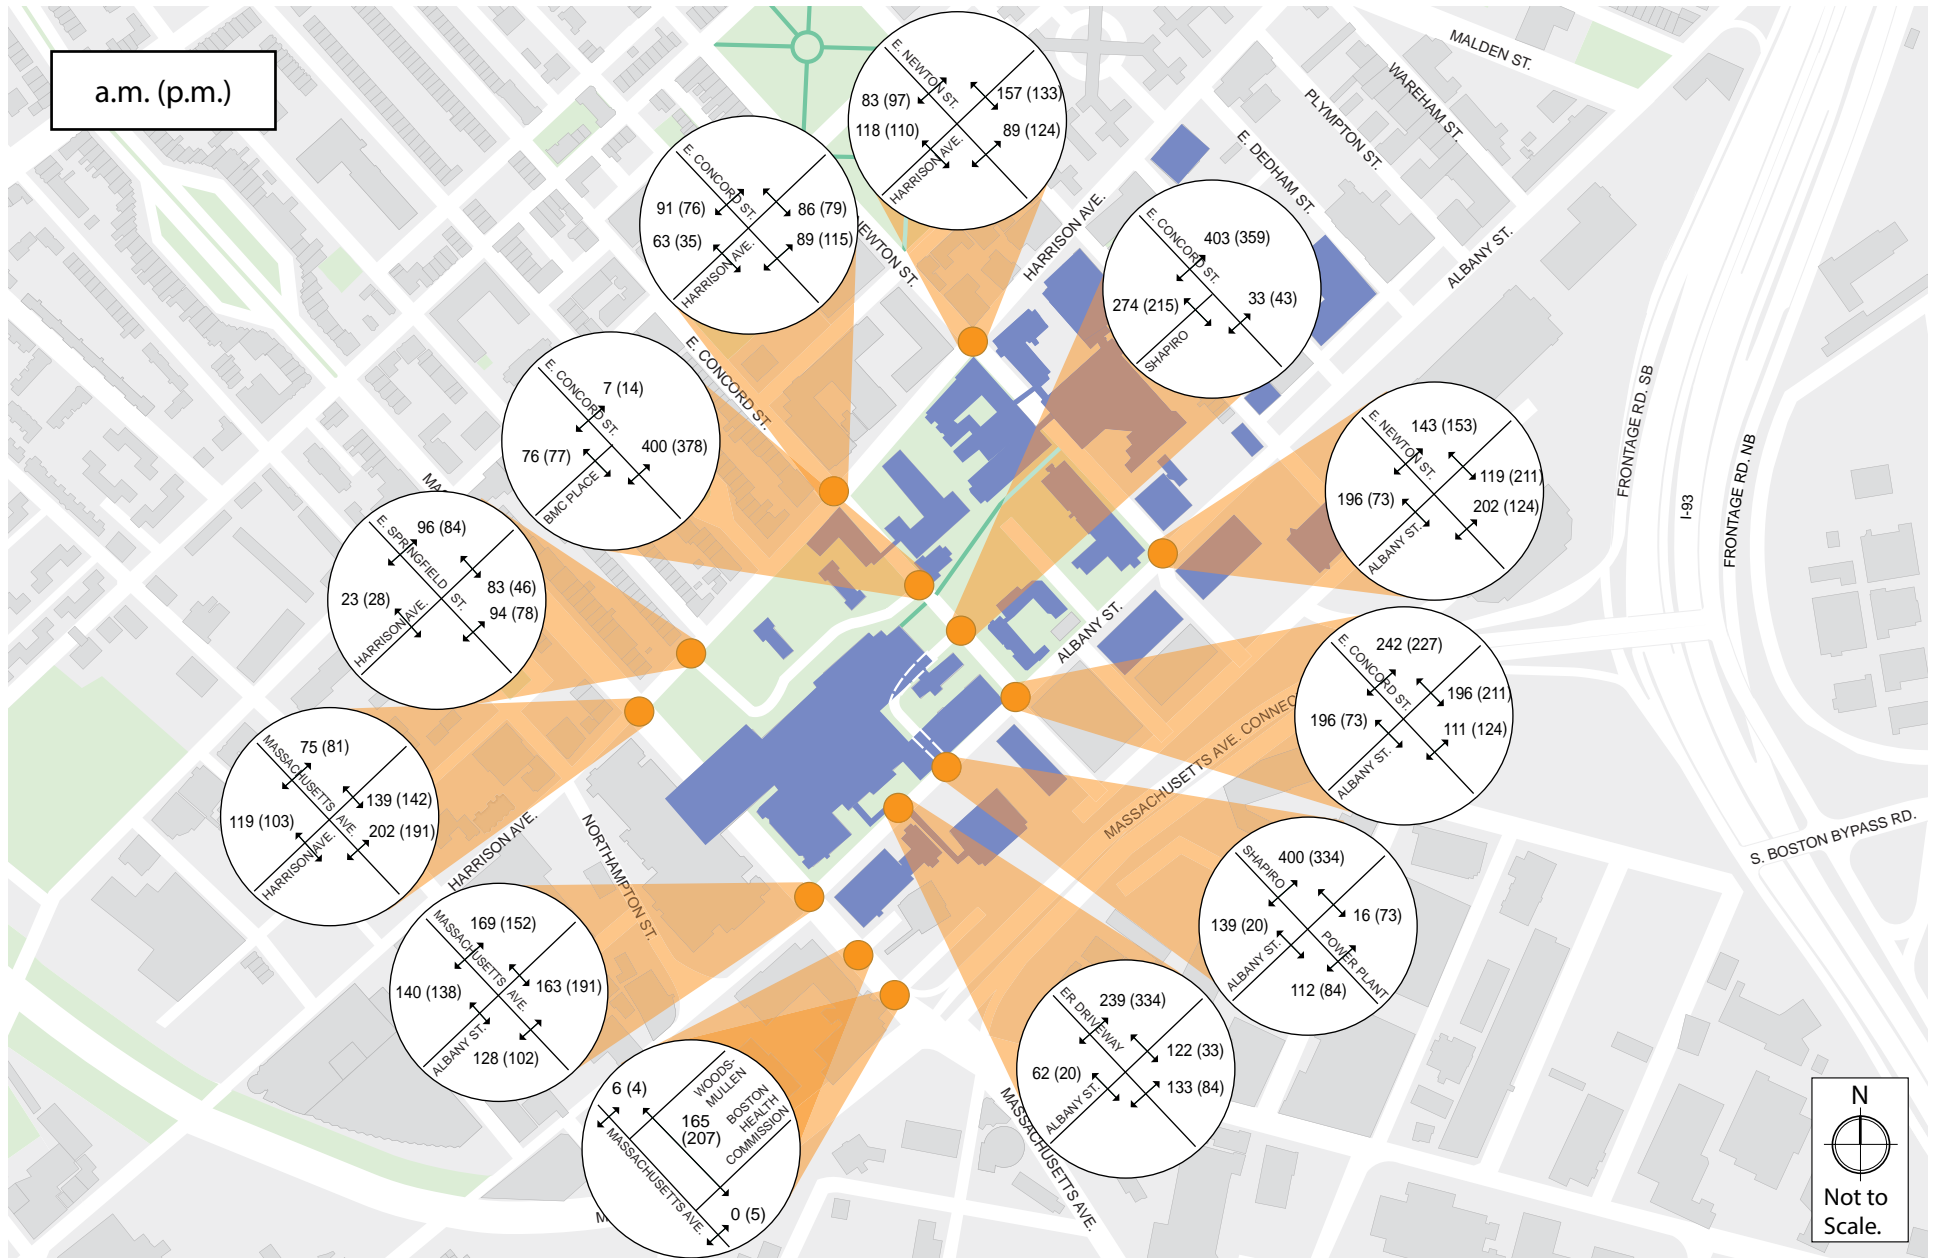 a.m. (p.m.)
MALDEN ST.
WAREHAM ST.
PLYMPTON ST.
E. DEDHAM ST.
HARRISON AVE.
ALBANY ST.
NEWTON ST.
E. CONCORD ST.
FRONTAGE RD. SB
I-93
FRONTAGE RD. NB
ALBANY ST.
MASSACHUSETTS AVE. CONNEC
S. BOSTON BYPASS RD.
HARRISON AVE.
NORTHAMPTON ST.
MASSACHUSETTS AVE.
MA
M
E. NEWTON ST.
HARRISON AVE.
83 (97)
157 (133)
118 (110)
89 (124)
E. CONCORD ST.
HARRISON AVE.
91 (76)
86 (79)
63 (35)
89 (115)
E. CONCORD ST.
SHAPIRO
403 (359)
274 (215)
33 (43)
E. CONCORD ST.
BMC PLACE
7 (14)
76 (77)
400 (378)
E. NEWTON ST.
ALBANY ST.
143 (153)
119 (211)
196 (73)
202 (124)
E. SPRINGFIELD ST.
HARRISON AVE.
96 (84)
83 (46)
23 (28)
94 (78)
E. CONCORD ST.
ALBANY ST.
242 (227)
196 (211)
196 (73)
111 (124)
MASSACHUSETTS AVE.
HARRISON AVE.
75 (81)
139 (142)
119 (103)
202 (191)
SHAPIRO
POWER PLANT
ALBANY ST.
400 (334)
16 (73)
139 (20)
112 (84)
MASSACHUSETTS AVE.
ALBANY ST.
169 (152)
163 (191)
140 (138)
128 (102)
ER DRIVEWAY
ALBANY ST.
239 (334)
122 (33)
62 (20)
133 (84)
6 (4)
WOODS-
MULLEN
165
(207)
BOSTON
HEALTH
COMMISSION
MASSACHUSETTS AVE.
0 (5)
N
Not to
Scale.